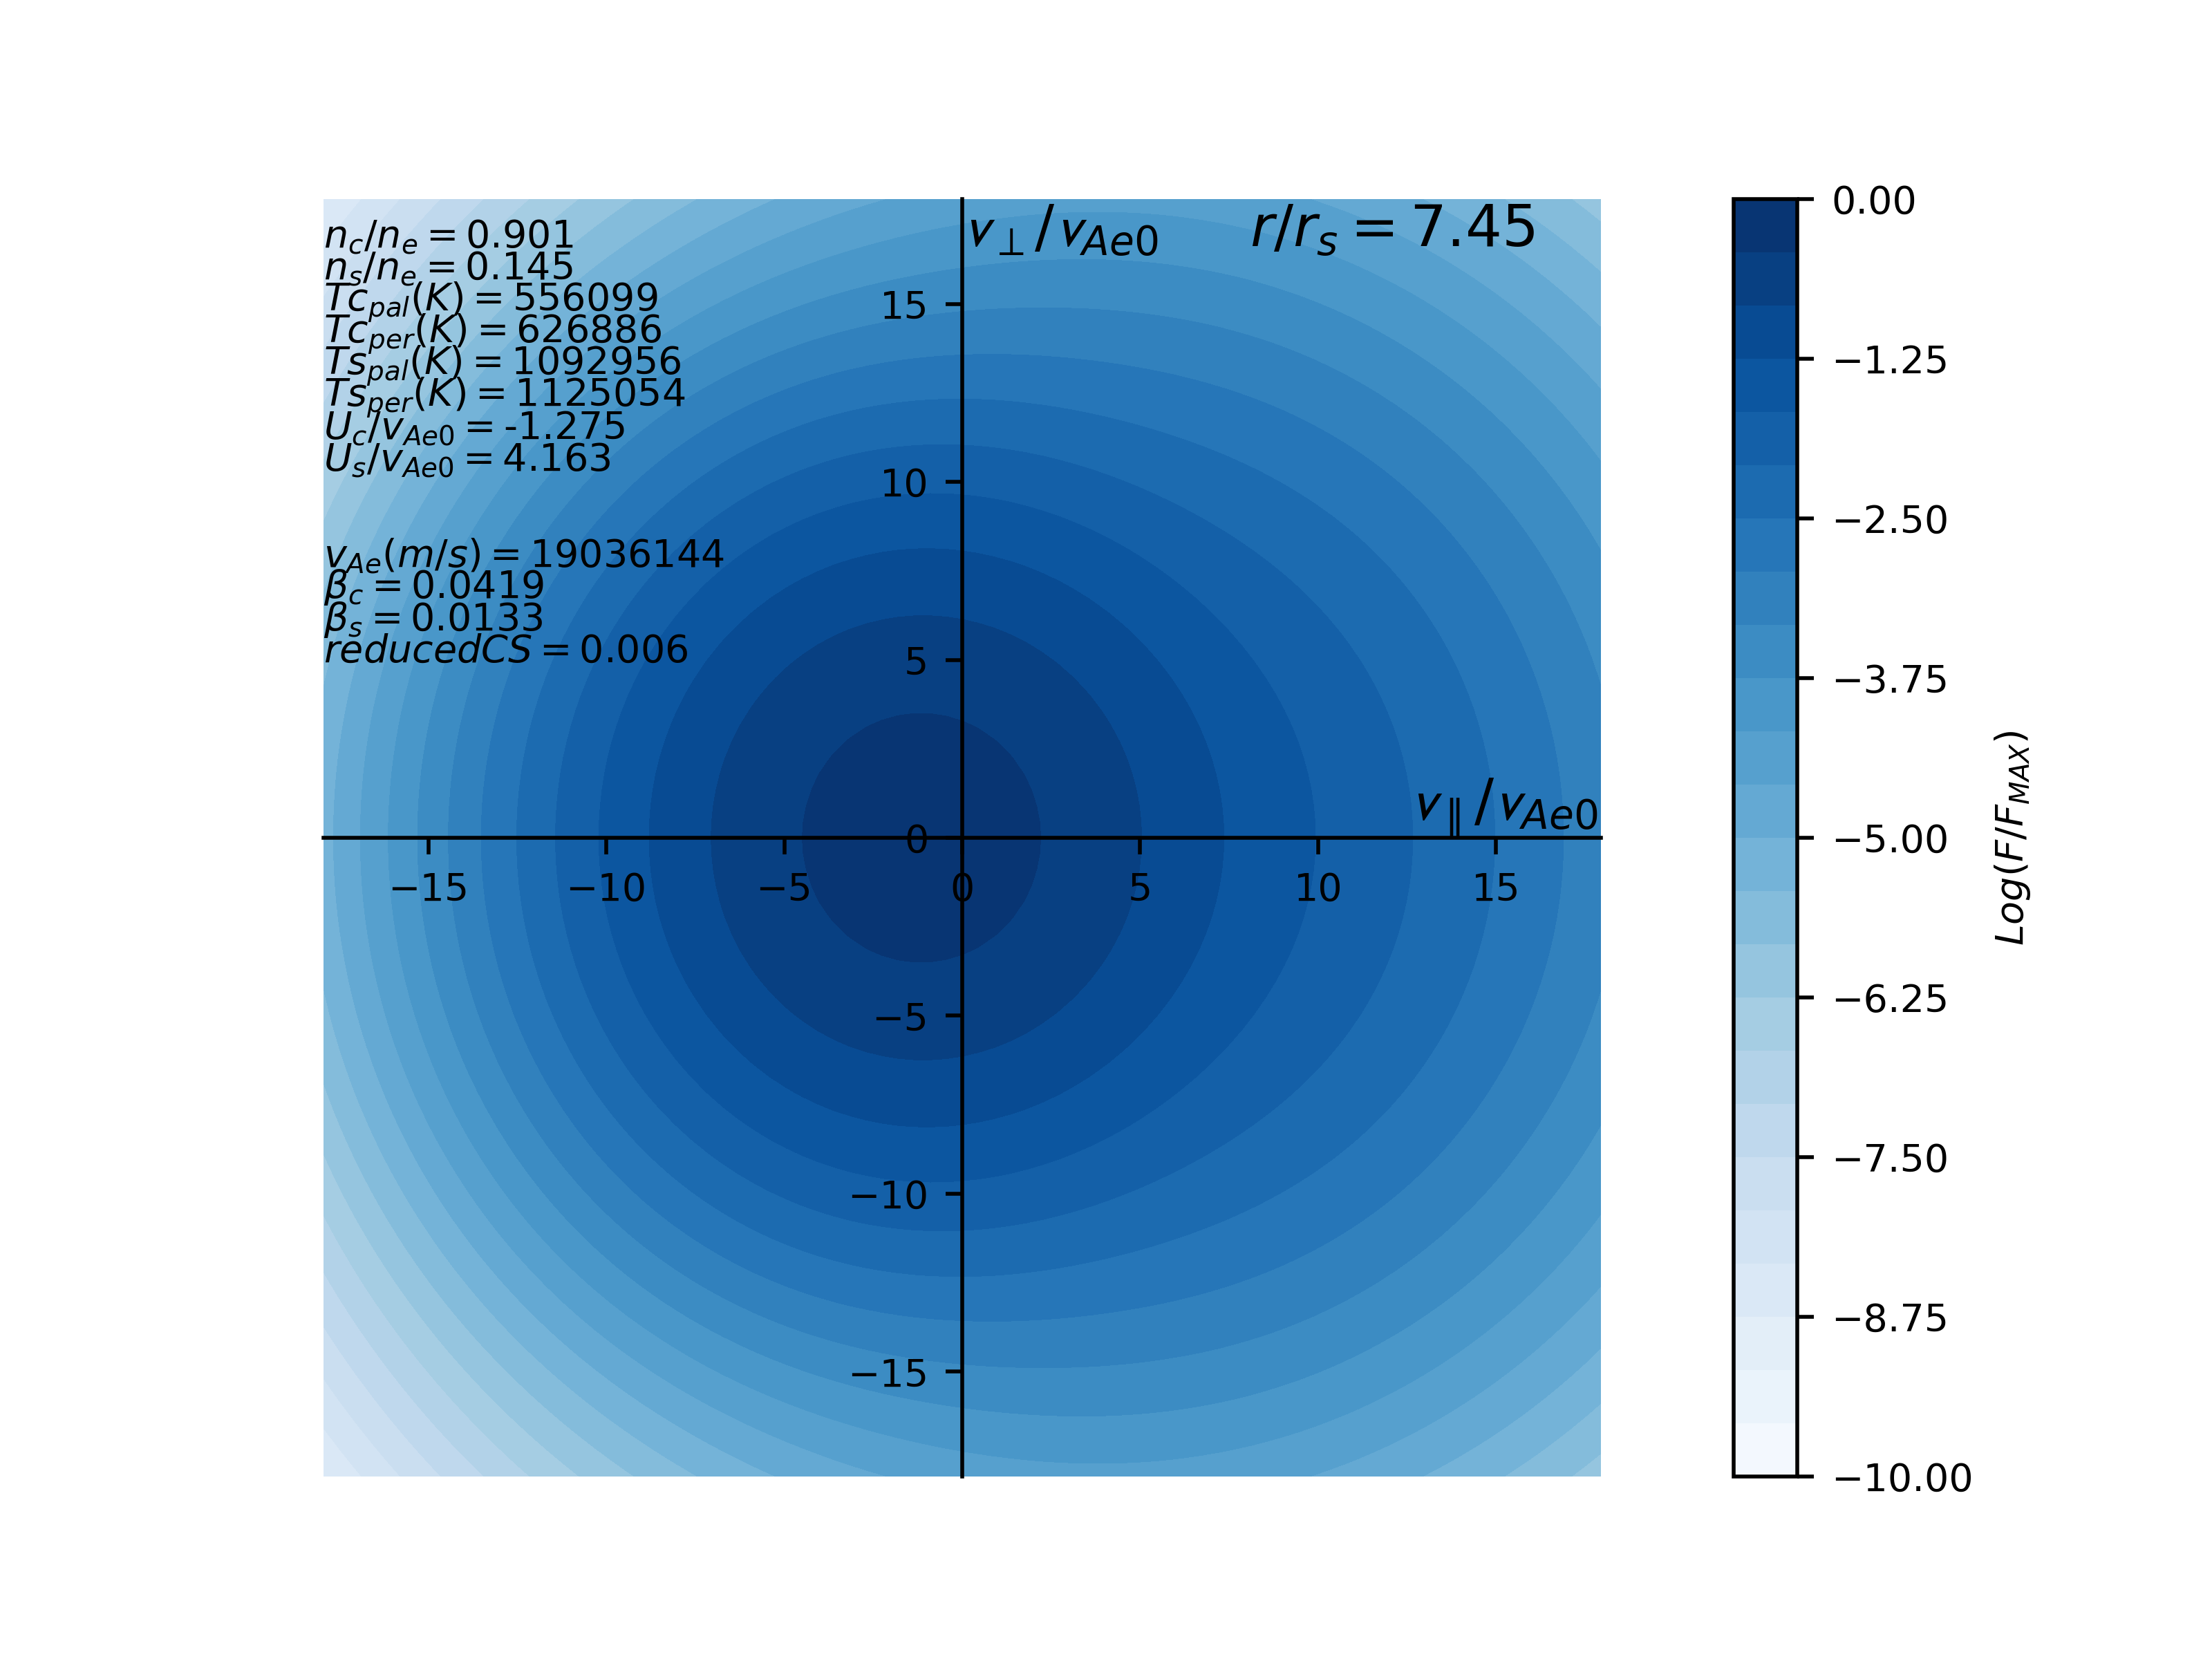 n_c/n_e = 0.901
n_s/n_e = 0.145
Tc_pal(K) = 556099
Tc_per(K) = 626886
Ts_pal(K) = 1092956
Ts_per(K) = 1125054
U_c/v_Ae0 = -1.275
U_s/v_Ae0 = 4.163
v_Ae(m/s) = 19036144
β_c = 0.0419
β_s = 0.0133
reducedCS = 0.006
v_⊥/v_Ae0
r/r_s = 7.45
15
10
5
0
−5
−10
−15
v_∥/v_Ae0
−15 −10 −5 0 5 10 15
0.00
−1.25
−2.50
−3.75
−5.00
−6.25
−7.50
−8.75
−10.00
Log(F/F_MAX)